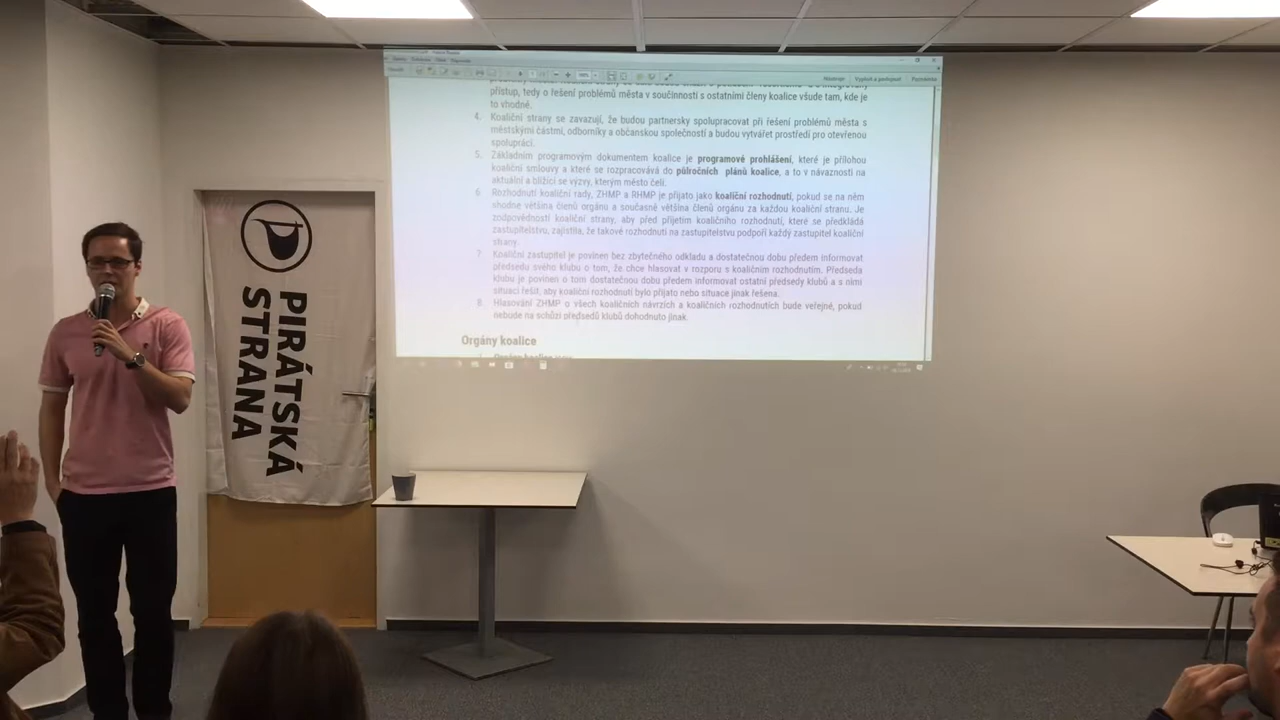 PIRÁTSKÁ
STRANA
přístup, tedy o řešení problémů města v součinnosti s ostatními členy koalice všude tam, kde je
to vhodné.
4. Koaliční strany se zavazují, že budou partnersky spolupracovat při řešení problémů města s
městskými částmi, odborníky a občanskou společností a budou vytvářet prostředí pro otevřenou
spolupráci.
5. Základním programovým dokumentem koalice je programové prohlášení, které je přílohou
koaliční smlouvy a které se rozpracovává do půlročních plánů koalice, a to v návaznosti na
aktuální a blížící se výzvy, kterým město čelí.
6. Rozhodnutí koaliční rady, ZHMP a RHMP je přijato jako koaliční rozhodnutí, pokud se na něm
shodne většina členů orgánu a současně většina členů orgánu za každou koaliční stranu. Je
zodpovědností koaliční strany, aby před přijetím koaličního rozhodnutí, které se předkládá
zastupitelstvu, zajistila, že takové rozhodnutí na zastupitelstvu podpoří každý zastupitel koaliční
strany.
7. Koaliční zastupitel je povinen bez zbytečného odkladu a dostatečnou dobu předem informovat
předsedu svého klubu o tom, že chce hlasovat v rozporu s koaličním rozhodnutím. Předseda
klubu je povinen o tom dostatečnou dobu předem informovat ostatní předsedy klubů a s nimi
situaci řešit, aby koaliční rozhodnutí bylo přijato nebo situace jinak řešena.
8. Hlasování ZHMP o všech koaličních návrzích a koaličních rozhodnutích bude veřejné, pokud
nebude na schůzi předsedů klubů dohodnuto jinak.
Orgány koalice